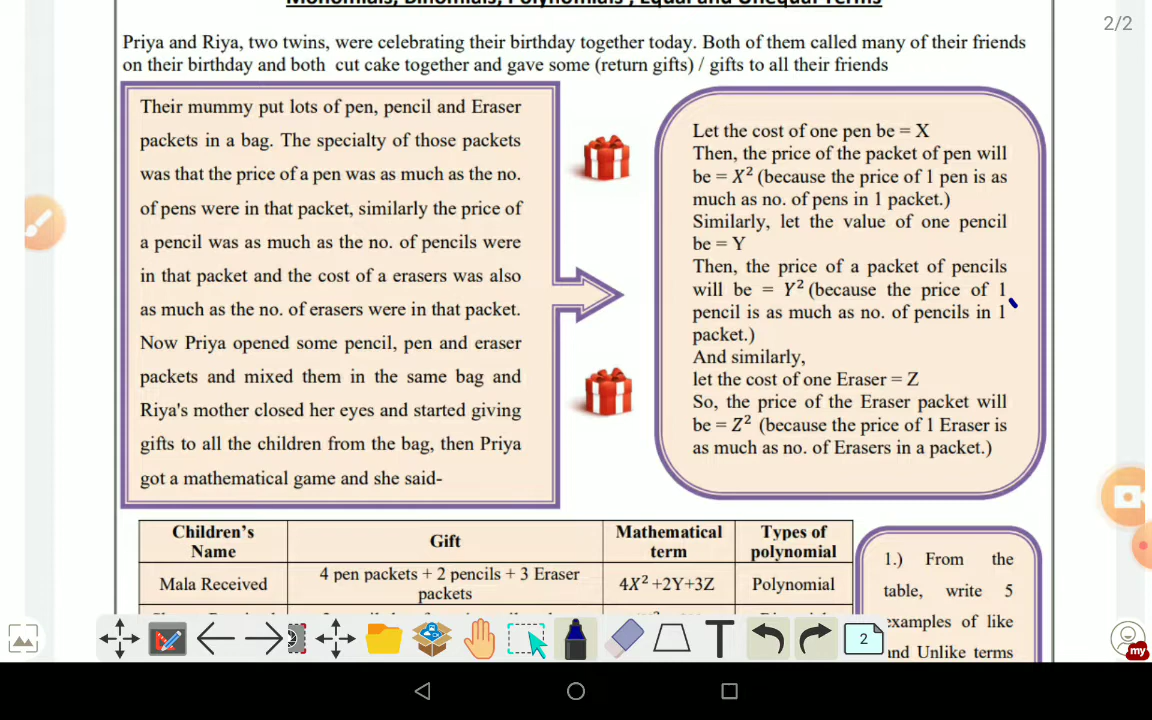 Monomials, Binomials, Polynomials , Equal and Unequal Terms
2/2
Priya and Riya, two twins, were celebrating their birthday together today. Both of them called many of their friends
on their birthday and both cut cake together and gave some (return gifts) / gifts to all their friends
Their mummy put lots of pen, pencil and Eraser
packets in a bag. The specialty of those packets
was that the price of a pen was as much as the no.
of pens were in that packet, similarly the price of
a pencil was as much as the no. of pencils were
in that packet and the cost of a erasers was also
as much as the no. of erasers were in that packet.
Now Priya opened some pencil, pen and eraser
packets and mixed them in the same bag and
Riya's mother closed her eyes and started giving
gifts to all the children from the bag, then Priya
got a mathematical game and she said-
Let the cost of one pen be = X
Then, the price of the packet of pen will
be = X² (because the price of 1 pen is as
much as no. of pens in 1 packet.)
Similarly, let the value of one pencil
be = Y
Then, the price of a packet of pencils
will be = Y² (because the price of 1
pencil is as much as no. of pencils in 1
packet.)
And similarly,
let the cost of one Eraser = Z
So, the price of the Eraser packet will
be = Z² (because the price of 1 Eraser is
as much as no. of Erasers in a packet.)
Children's Name
Gift
Mathematical term
Types of polynomial
Mala Received
4 pen packets + 2 pencils + 3 Eraser
packets
4X² +2Y+3Z
Polynomial
1.) From the
table, write 5
examples of like
and Unlike terms
T
2
my